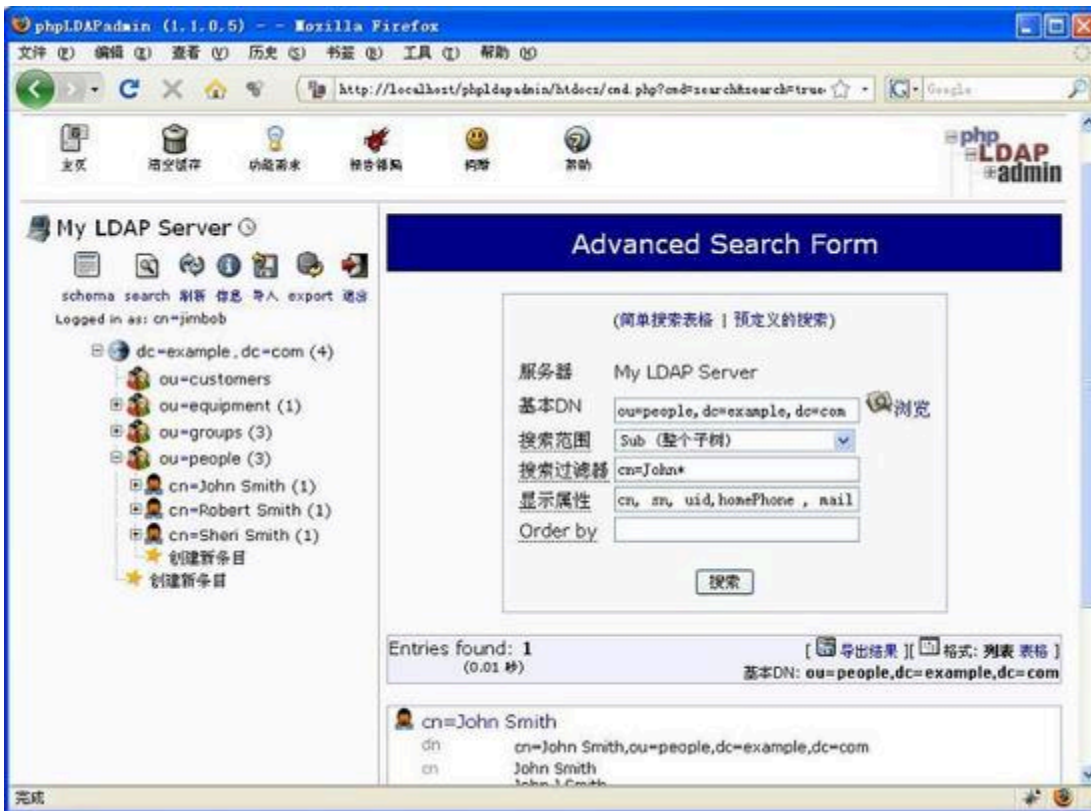 phpLDAPadmin (1.1.0.5) - - Mozilla Firefox
文件 (F) 编辑 (E) 查看 (V) 历史 (S) 书签 (B) 工具 (T) 帮助 (H)
http://localhost/phpldapadmin/htdocs/cmd.php?cmd=search&search=true
Google
主页 清空缓存 功能需求 报告错误 捐赠 帮助
php
LDAP
admin
My LDAP Server
schema search 刷新 信息 导入 export 退出
Logged in as: cn=jimbob
dc=example,dc=com (4)
ou=customers
ou=equipment (1)
ou=groups (3)
ou=people (3)
cn=John Smith (1)
cn=Robert Smith (1)
cn=Sheri Smith (1)
创建新条目
创建新条目
Advanced Search Form
(简单搜索表格 | 预定义的搜索)
服务器 My LDAP Server
基本DN ou=people,dc=example,dc=com 浏览
搜索范围 Sub (整个子树)
搜索过滤器 cn=John*
显示属性 cn, sn, uid,homePhone , mail
Order by
搜索
Entries found: 1
(0.01 秒)
[ 导出结果 ][ 格式: 列表 表格 ]
基本DN: ou=people,dc=example,dc=com
cn=John Smith
dn cn=John Smith,ou=people,dc=example,dc=com
cn John Smith
John J Smith
完成